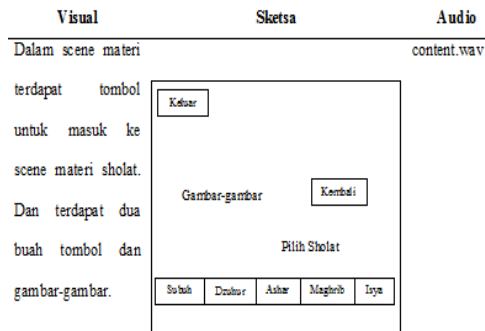 Visual Sketsa Audio
Dalam scene materi
terdapat tombol
untuk masuk ke
scene materi sholat.
Dan terdapat dua
buah tombol dan
gambar-gambar.
Keluar
Gambar-gambar
Kembali
Pilih Sholat
Subuh Dzuhur Ashar Maghrib Isya
content.wav